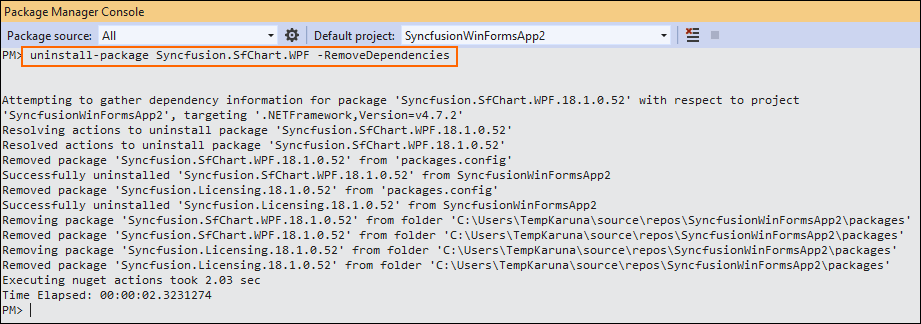 Package Manager Console
Package source: All Default project: SyncfusionWinFormsApp2
PM> uninstall-package Syncfusion.SfChart.WPF -RemoveDependencies
Attempting to gather dependency information for package 'Syncfusion.SfChart.WPF.18.1.0.52' with respect to project
'SyncfusionWinFormsApp2', targeting '.NETFramework,Version=v4.7.2'
Resolving actions to uninstall package 'Syncfusion.SfChart.WPF.18.1.0.52'
Resolved actions to uninstall package 'Syncfusion.SfChart.WPF.18.1.0.52'
Removed package 'Syncfusion.SfChart.WPF.18.1.0.52' from 'packages.config'
Successfully uninstalled 'Syncfusion.SfChart.WPF.18.1.0.52' from SyncfusionWinFormsApp2
Removed package 'Syncfusion.Licensing.18.1.0.52' from 'packages.config'
Successfully uninstalled 'Syncfusion.Licensing.18.1.0.52' from SyncfusionWinFormsApp2
Removing package 'Syncfusion.SfChart.WPF.18.1.0.52' from folder 'C:\Users\TempKaruna\source\repos\SyncfusionWinFormsApp2\packages'
Removed package 'Syncfusion.SfChart.WPF.18.1.0.52' from folder 'C:\Users\TempKaruna\source\repos\SyncfusionWinFormsApp2\packages'
Removing package 'Syncfusion.Licensing.18.1.0.52' from folder 'C:\Users\TempKaruna\source\repos\SyncfusionWinFormsApp2\packages'
Removed package 'Syncfusion.Licensing.18.1.0.52' from folder 'C:\Users\TempKaruna\source\repos\SyncfusionWinFormsApp2\packages'
Executing nuget actions took 2.03 sec
Time Elapsed: 00:00:02.3231274
PM>